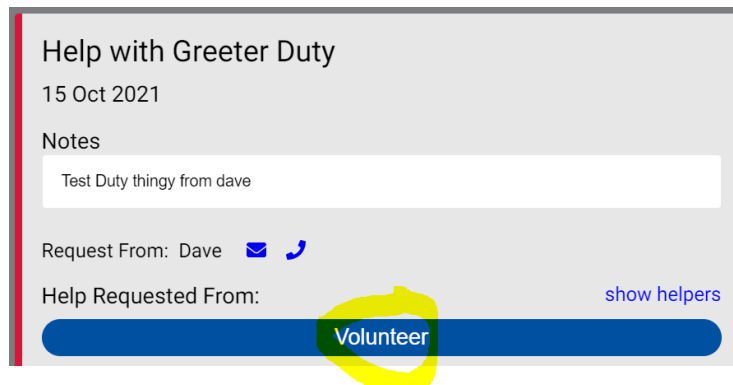 Help with Greeter Duty
15 Oct 2021
Notes
Test Duty thingy from dave
Request From: Dave
Help Requested From: show helpers
Volunteer